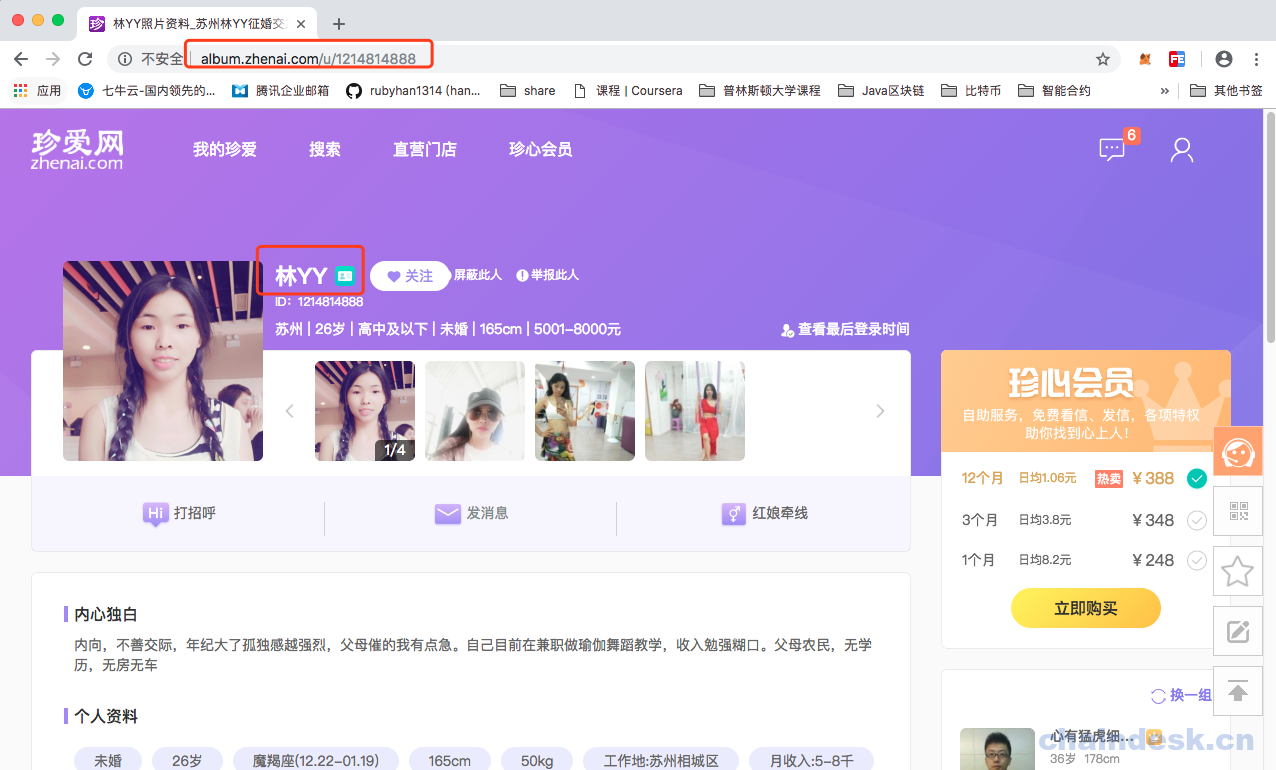 林YY照片资料_苏州林YY征婚交
不安全
album.zhenai.com/u/1214814888
应用
七牛云-国内领先的...
腾讯企业邮箱
rubyhan1314 (han...
share
课程 | Coursera
普林斯顿大学课程
Java区块链
比特币
智能合约
»
其他书签
珍爱网
zhenai.com
我的珍爱
搜索
直营门店
珍心会员
6
林YY
关注
屏蔽此人
举报此人
ID：1214814888
苏州 | 26岁 | 高中及以下 | 未婚 | 165cm | 5001-8000元
查看最后登录时间
1/4
Hi 打招呼
发消息
红娘牵线
珍心会员
自助服务，免费看信、发信，各项特权
助你找到心上人！
12个月 日均1.06元 热卖 ￥388
3个月 日均3.8元 ￥348
1个月 日均8.2元 ￥248
立即购买
内心独白
内向，不善交际，年纪大了孤独感越强烈，父母催的我有点急。自己目前在兼职做瑜伽舞蹈教学，收入勉强糊口。父母农民，无学
历，无房无车
个人资料
未婚
26岁
魔羯座(12.22-01.19)
165cm
50kg
工作地:苏州相城区
月收入:5-8千
换一组
心有猛虎细...
36岁 178cm
chaindesk.cn